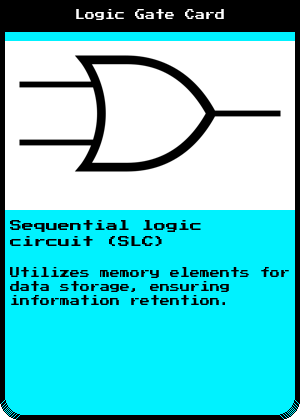 Logic Gate Card
Sequential logic
circuit (SLC)
Utilizes memory elements for
data storage, ensuring
information retention.